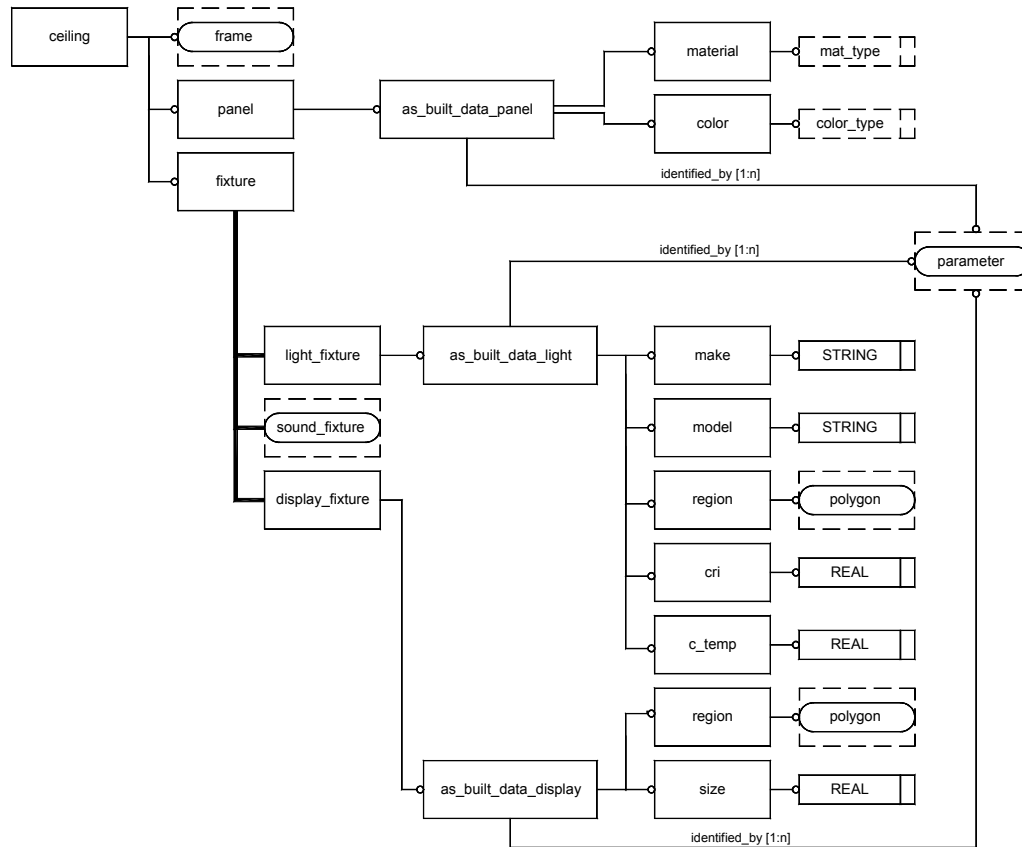 ceiling
frame
material
mat_type
panel
as_built_data_panel
color
color_type
fixture
identified_by [1:n]
identified_by [1:n]
parameter
light_fixture
as_built_data_light
make
STRING
sound_fixture
model
STRING
display_fixture
region
polygon
cri
REAL
c_temp
REAL
region
polygon
as_built_data_display
size
REAL
identified_by [1:n]